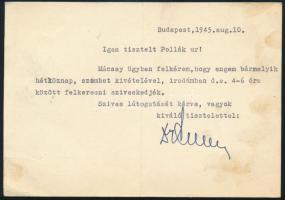 Budapest, 1945.aug.10.
Igen tisztelt Pollák ur!
Mácsay ügyben felkérem, hogy engem bármelyik
hétköznap, szombat kivételével, irodámban d.e. 4-6 óra
között felkeresni sziveskedjék.
Szives látogatását kérve, vagyok
kiváló tisztelettel: